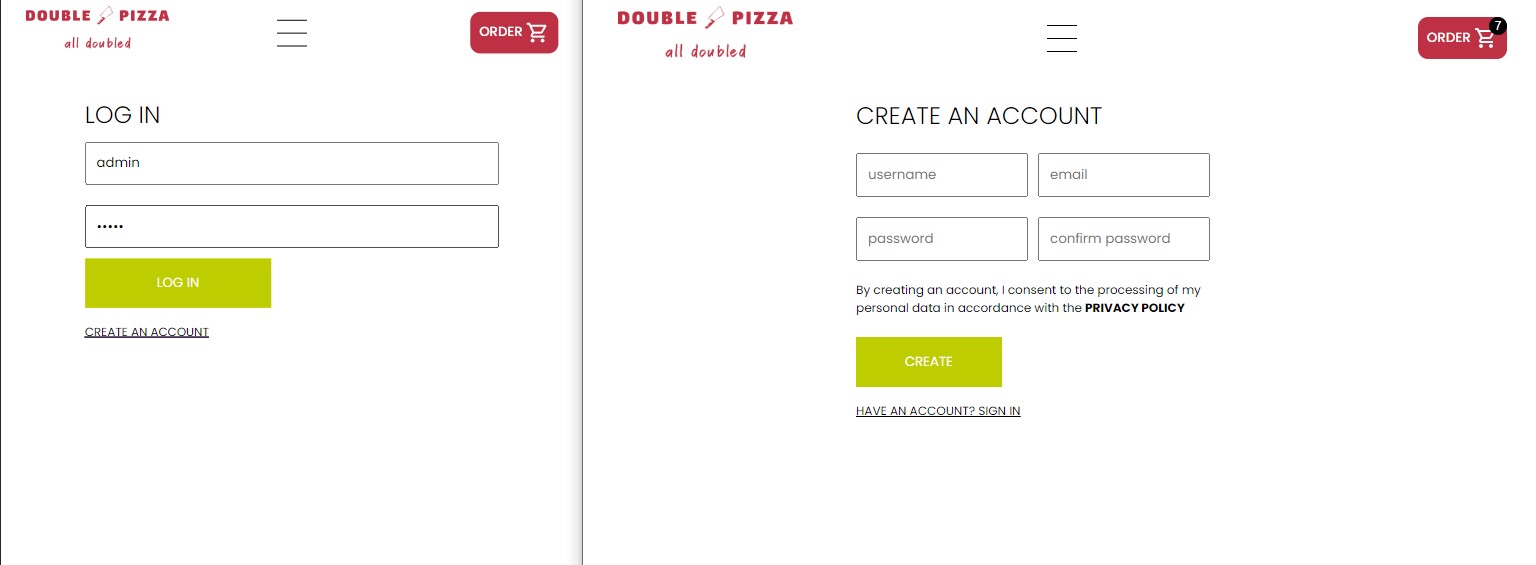 DOUBLE PIZZA
all doubled
ORDER
LOG IN
admin
•••••
LOG IN
CREATE AN ACCOUNT
DOUBLE PIZZA
all doubled
ORDER 7
CREATE AN ACCOUNT
username email
password confirm password
By creating an account, I consent to the processing of my
personal data in accordance with the PRIVACY POLICY
CREATE
HAVE AN ACCOUNT? SIGN IN